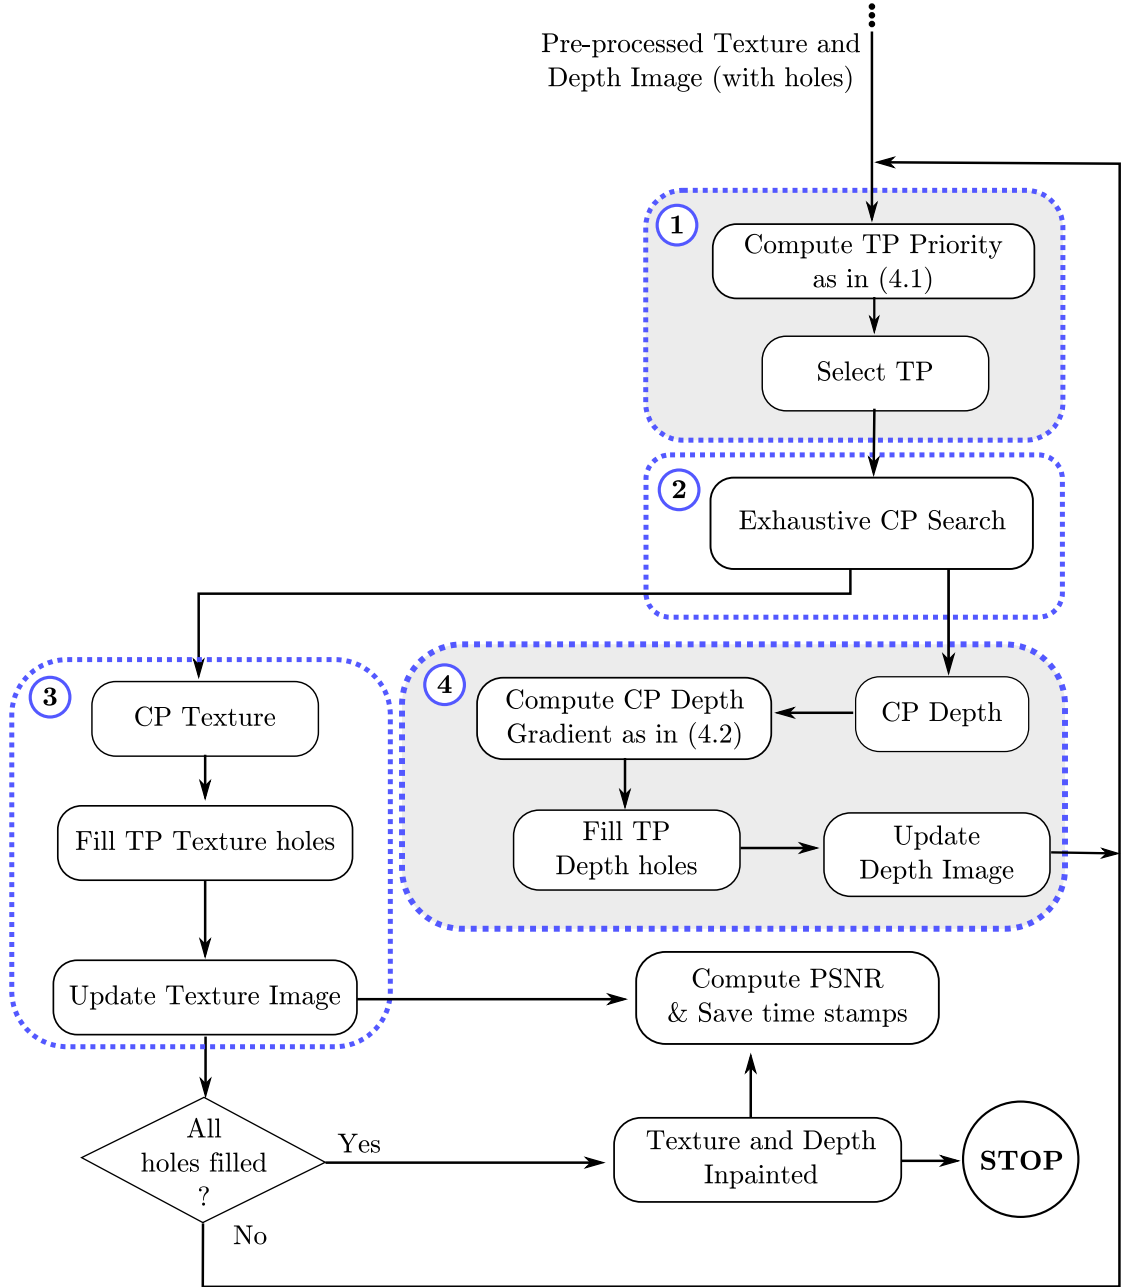 Pre-processed Texture and
Depth Image (with holes)
1
Compute TP Priority
as in (4.1)
Select TP
2
Exhaustive CP Search
3
CP Texture
Fill TP Texture holes
Update Texture Image
4
CP Depth
Compute CP Depth
Gradient as in (4.2)
Fill TP
Depth holes
Update
Depth Image
Compute PSNR
& Save time stamps
All
holes filled
?
Yes
No
Texture and Depth
Inpainted
STOP